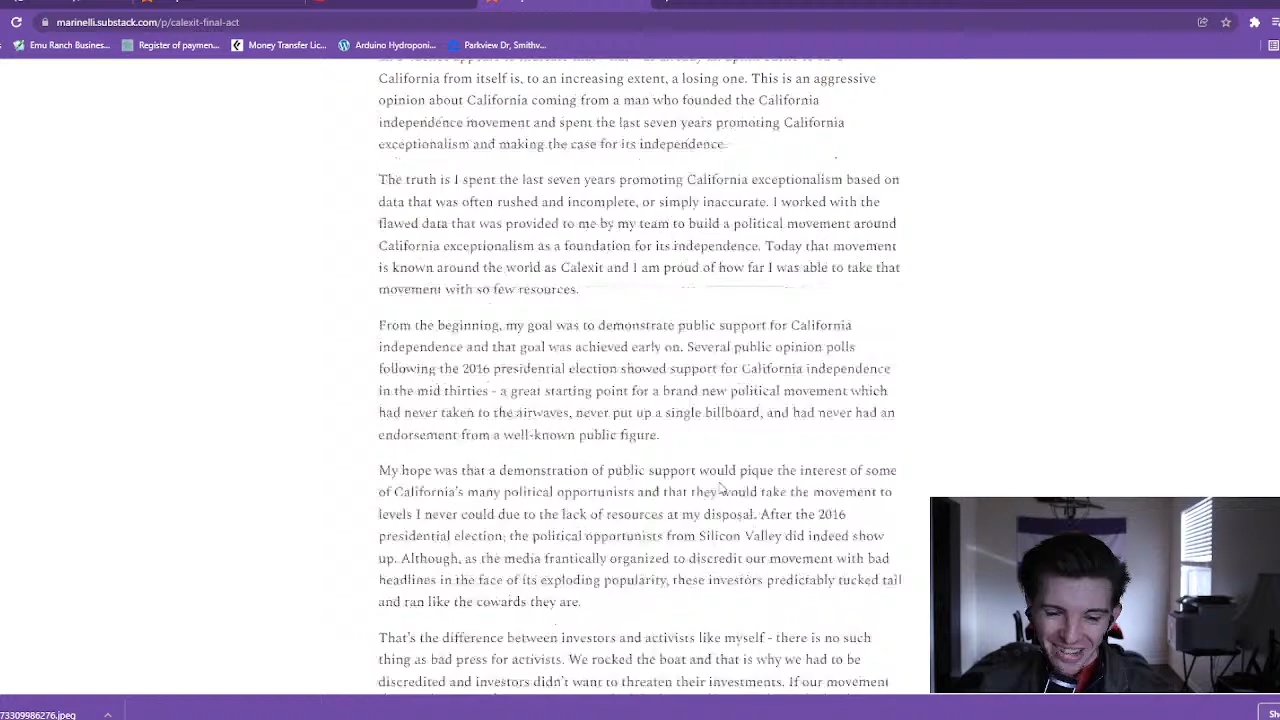 marinelli.substack.com/p/calexit-final-act
Emu Ranch Busines...
Register of paymen...
Money Transfer Lic...
Arduino Hydroponi...
Parkview Dr, Smithv...
California from itself is, to an increasing extent, a losing one. This is an aggressive
opinion about California coming from a man who founded the California
independence movement and spent the last seven years promoting California
exceptionalism and making the case for its independence.
The truth is I spent the last seven years promoting California exceptionalism based on
data that was often rushed and incomplete, or simply inaccurate. I worked with the
flawed data that was provided to me by my team to build a political movement around
California exceptionalism as a foundation for its independence. Today that movement
is known around the world as Calexit and I am proud of how far I was able to take that
movement with so few resources.
From the beginning, my goal was to demonstrate public support for California
independence and that goal was achieved early on. Several public opinion polls
following the 2016 presidential election showed support for California independence
in the mid thirties - a great starting point for a brand new political movement which
had never taken to the airwaves, never put up a single billboard, and had never had an
endorsement from a well-known public figure.
My hope was that a demonstration of public support would pique the interest of some
of California's many political opportunists and that they would take the movement to
levels I never could due to the lack of resources at my disposal. After the 2016
presidential election, the political opportunists from Silicon Valley did indeed show
up. Although, as the media frantically organized to discredit our movement with bad
headlines in the face of its exploding popularity, these investors predictably tucked tail
and ran like the cowards they are.
That's the difference between investors and activists like myself - there is no such
thing as bad press for activists. We rocked the boat and that is why we had to be
discredited and investors didn't want to threaten their investments. If our movement
73309986276.jpeg